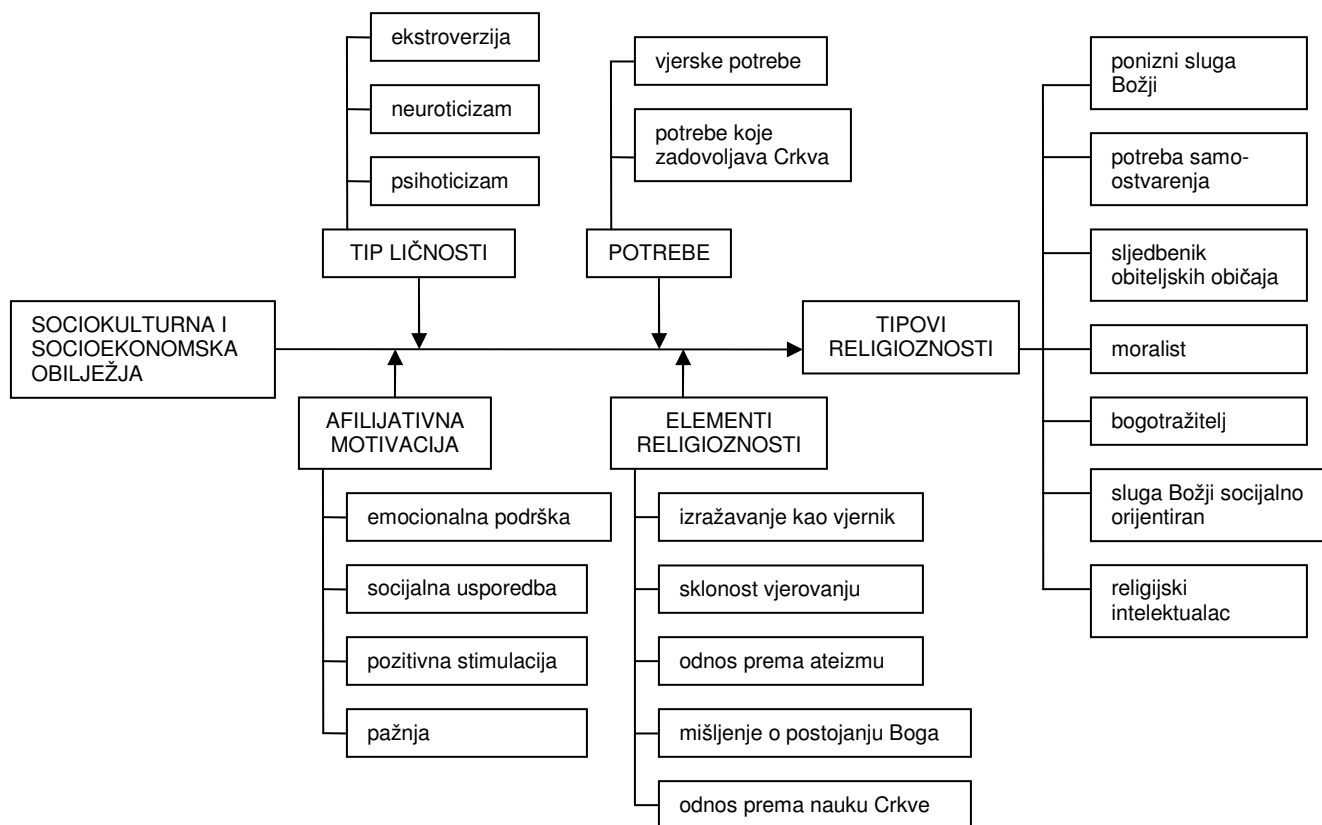 ekstroverzija
neuroticizam
psihoticizam
TIP LIČNOSTI
vjerske potrebe
potrebe koje
zadovoljava Crkva
POTREBE
SOCIOKULTURNA I
SOCIOEKONOMSKA
OBILJEŽJA
AFILIJATIVNA
MOTIVACIJA
emocionalna podrška
socijalna usporedba
pozitivna stimulacija
pažnja
ELEMENTI
RELIGIOZNOSTI
izražavanje kao vjernik
sklonost vjerovanju
odnos prema ateizmu
mišljenje o postojanju Boga
odnos prema nauku Crkve
TIPOVI
RELIGIOZNOSTI
ponizni sluga
Božji
potreba samo-
ostvarenja
sljedbenik
obiteljskih običaja
moralist
bogotražitelj
sluga Božji socijalno
orijentiran
religijski
intelektualac